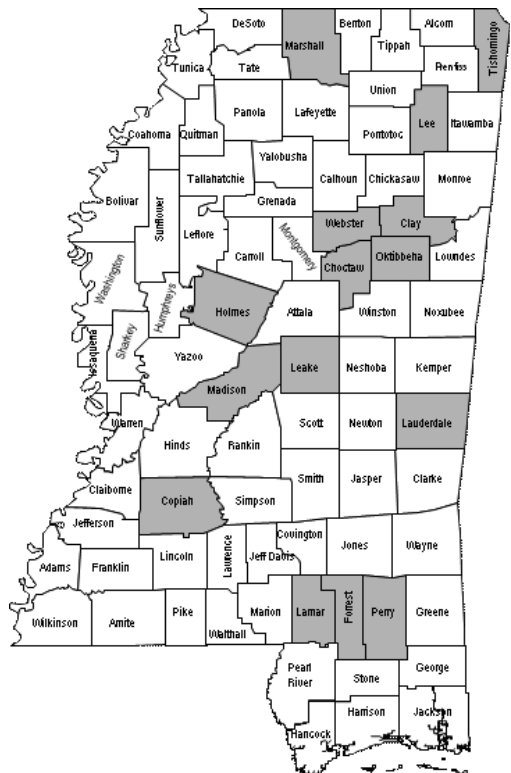 DeSoto
Benton
Alcorn
Marshall
Tippah
Tishomingo
Tunica
Tate
Union
Panola
Lafeyette
Lee
Itawamba
Coahoma
Quitman
Pontotoc
Yalobusha
Tallahatchie
Calhoun
Chickasaw
Monroe
Bolivar
Sunflower
Grenada
Leflore
Montgomery
Webster
Clay
Carroll
Choctaw
Oktibbeha
Lowndes
Washington
Humphreys
Holmes
Attala
Winston
Noxubee
Issaquena
Sharkey
Yazoo
Leake
Neshoba
Kemper
Madison
Warren
Scott
Newton
Lauderdale
Hinds
Rankin
Smith
Jasper
Clarke
Claiborne
Copiah
Simpson
Jefferson
Covington
Lincoln
Lawrence
Jeff Davis
Jones
Wayne
Adams
Franklin
Wilkinson
Amite
Pike
Walthall
Marion
Lamar
Forrest
Perry
Greene
Pearl
River
Stone
George
Hancock
Harrison
Jackson